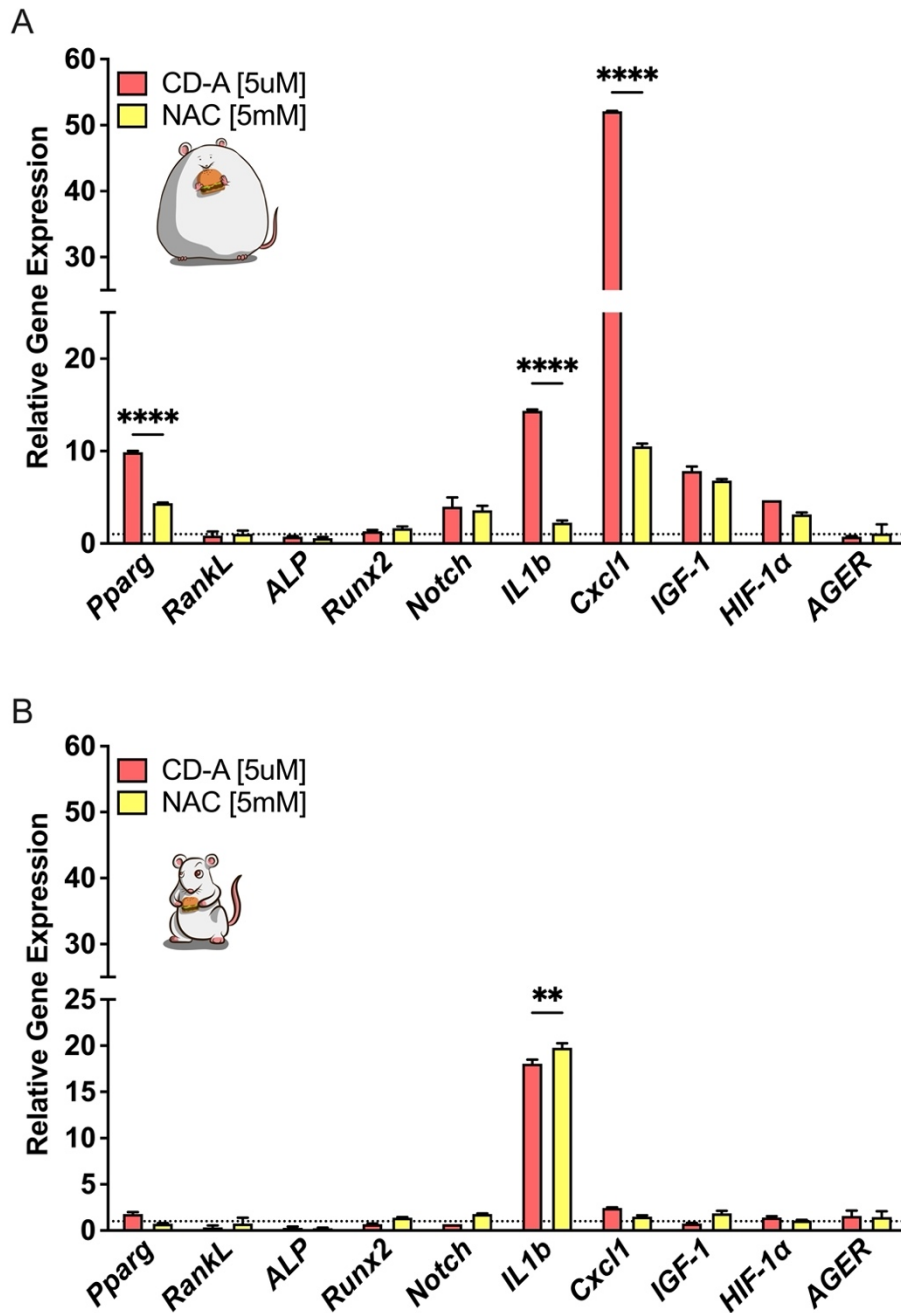 A
60
50
40
30
20
10
0
Relative Gene Expression
CD-A [5uM]
NAC [5mM]
****
****
****
Pparg
RankL
ALP
Runx2
Notch
IL1b
Cxcl1
IGF-1
HIF-1α
AGER
B
60
50
40
30
25
20
15
10
5
0
Relative Gene Expression
CD-A [5uM]
NAC [5mM]
**
Pparg
RankL
ALP
Runx2
Notch
IL1b
Cxcl1
IGF-1
HIF-1α
AGER